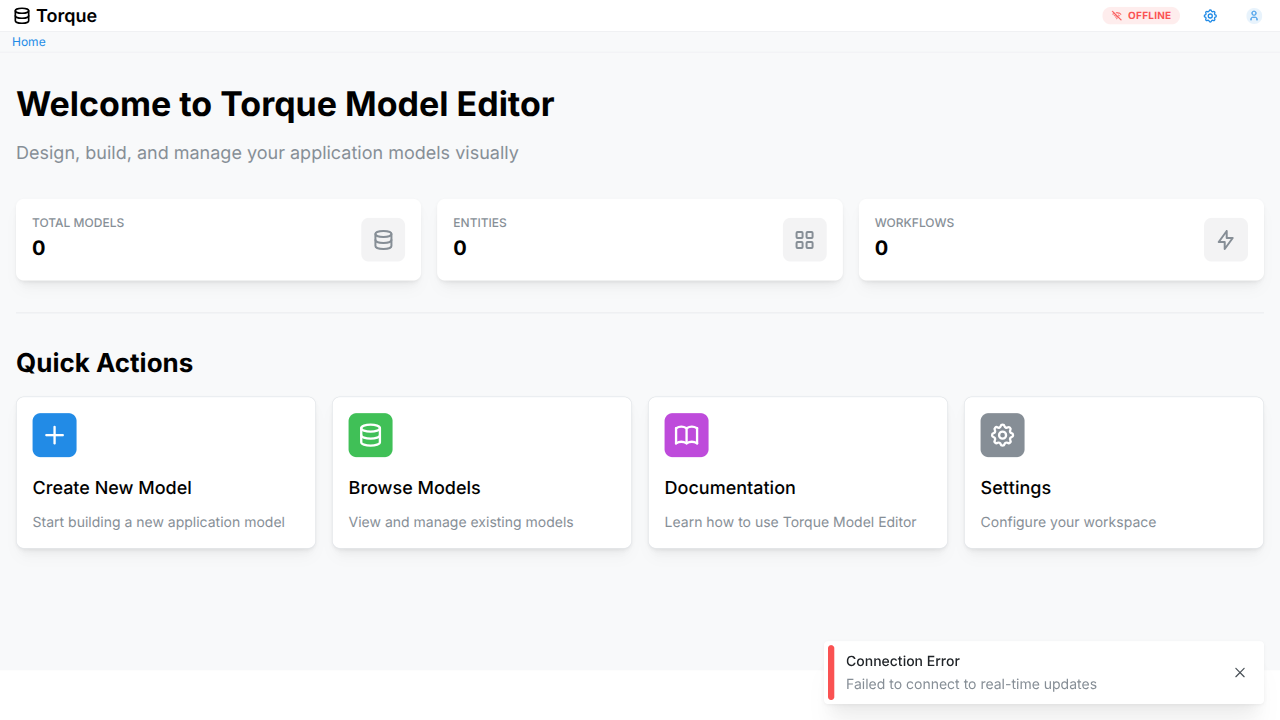 Torque
OFFLINE
Home
Welcome to Torque Model Editor
Design, build, and manage your application models visually
TOTAL MODELS
0
ENTITIES
0
WORKFLOWS
0
Quick Actions
Create New Model
Start building a new application model
Browse Models
View and manage existing models
Documentation
Learn how to use Torque Model Editor
Settings
Configure your workspace
Connection Error
Failed to connect to real-time updates